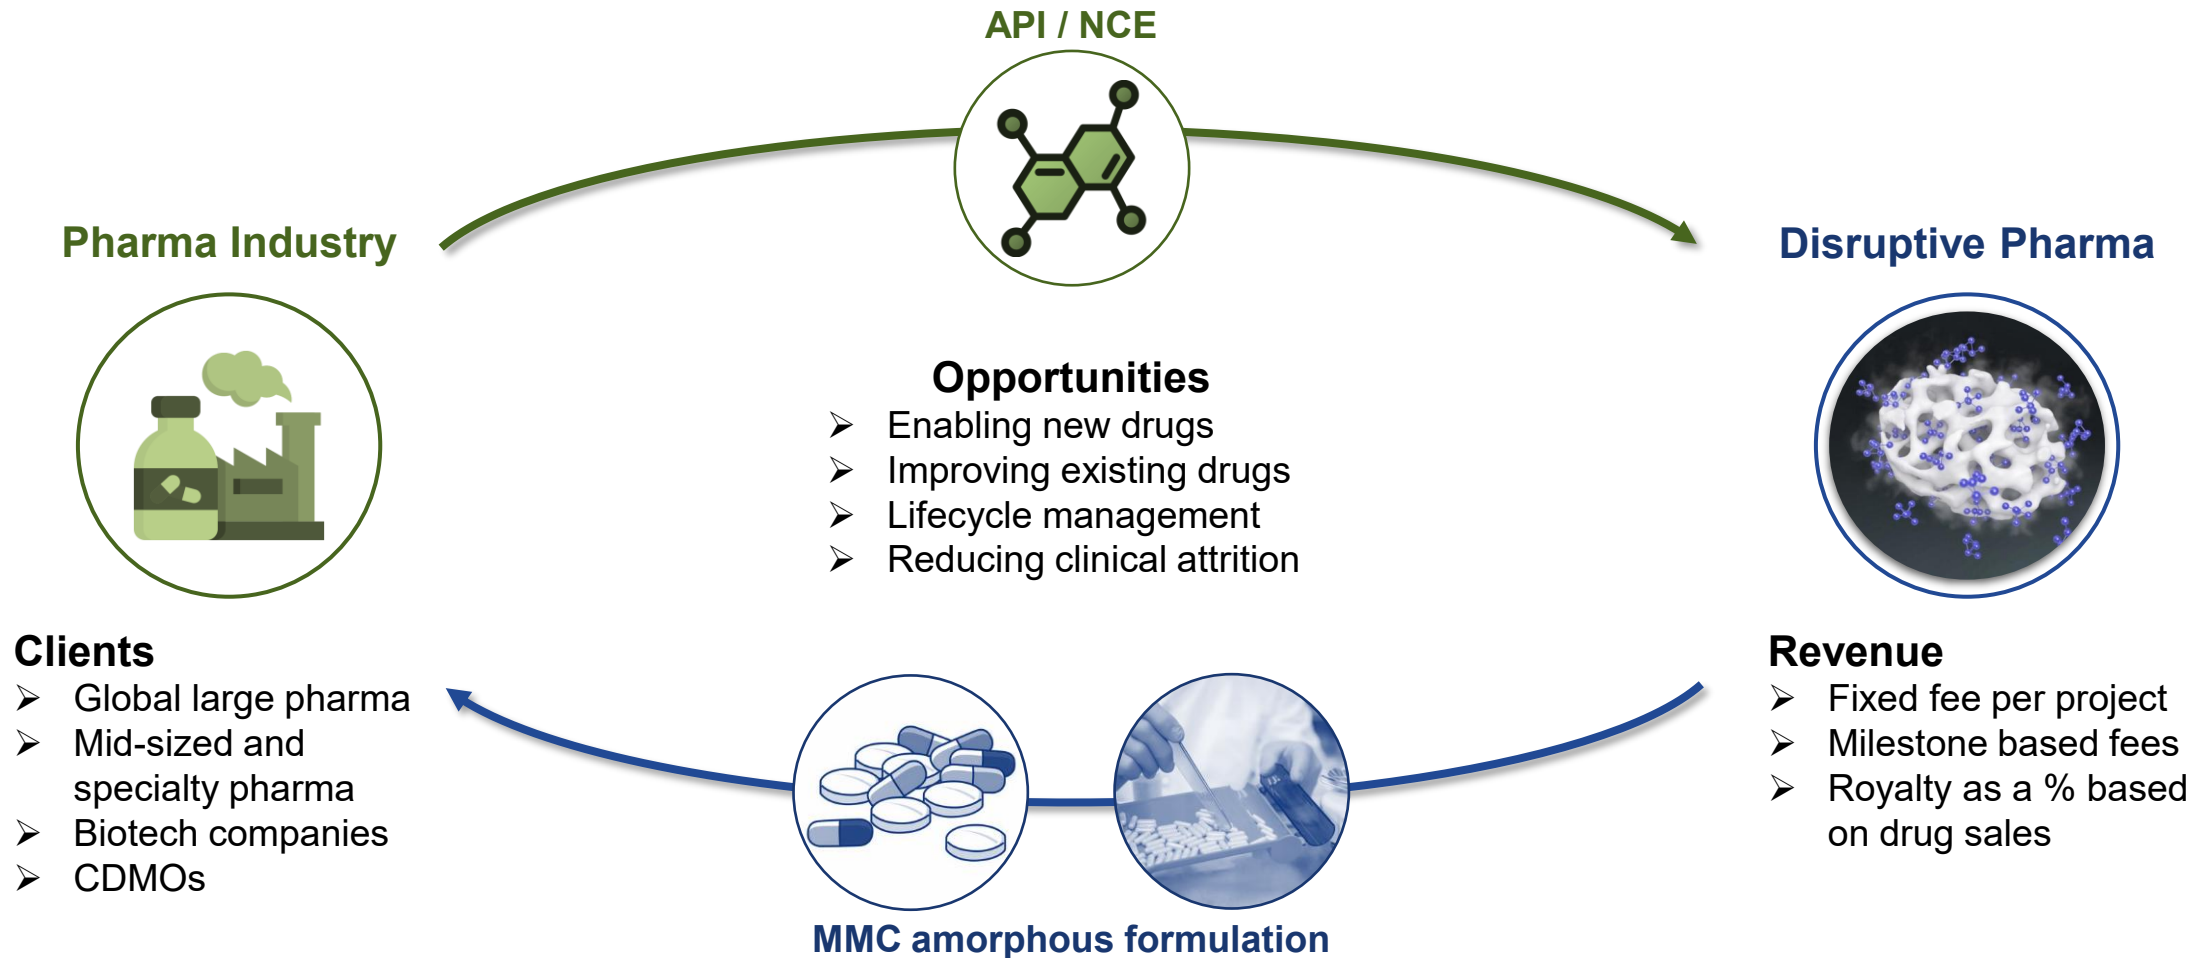 API / NCE
Pharma Industry
Disruptive Pharma
Opportunities
➢ Enabling new drugs
➢ Improving existing drugs
➢ Lifecycle management
➢ Reducing clinical attrition
Clients
➢ Global large pharma
➢ Mid-sized and
specialty pharma
➢ Biotech companies
➢ CDMOs
Revenue
➢ Fixed fee per project
➢ Milestone based fees
➢ Royalty as a % based
on drug sales
MMC amorphous formulation